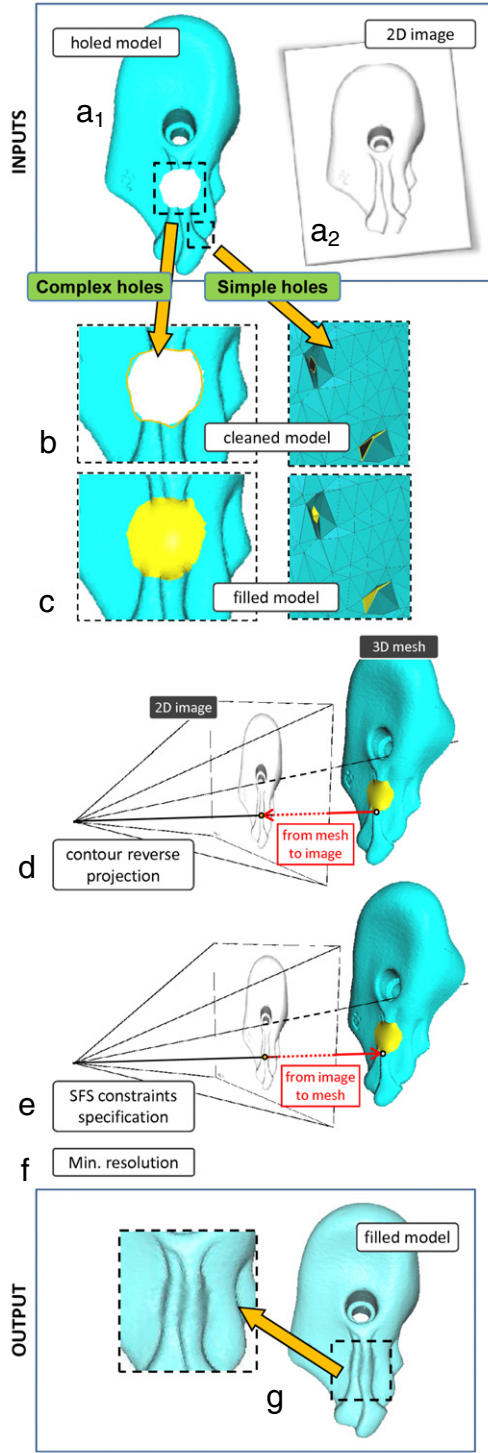 INPUTS
holed model
2D image
a1
a2
Complex holes
Simple holes
b
cleaned model
c
filled model
3D mesh
2D image
from mesh
to image
d
contour reverse
projection
from image
to mesh
e
SFS constraints
specification
f
Min. resolution
OUTPUT
filled model
g